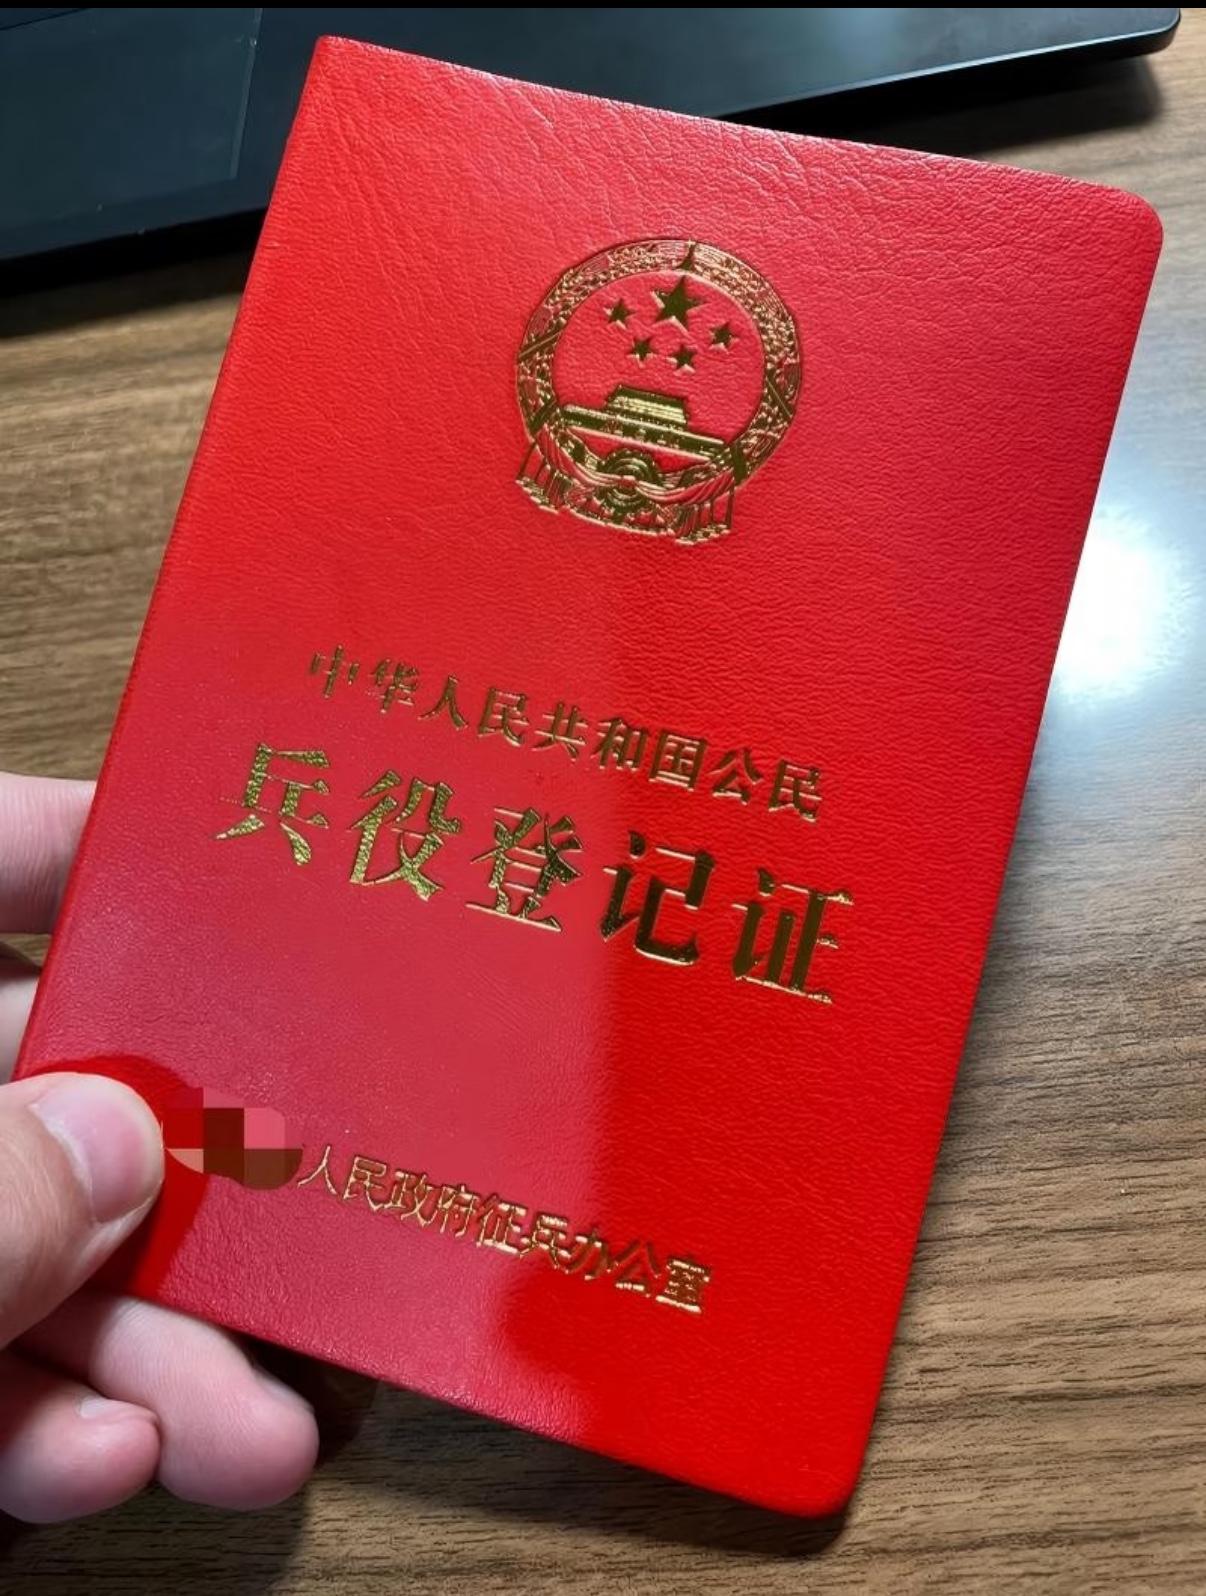 中华人民共和国公民
兵役登记证
人民政府征兵办公室